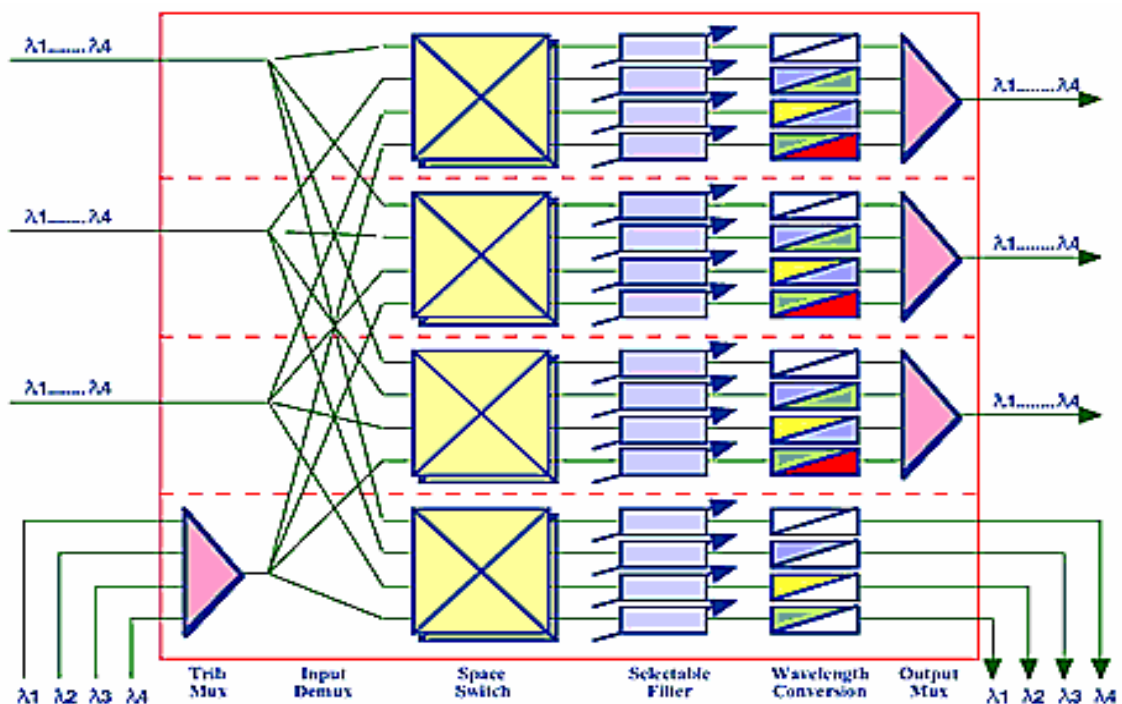 λ1........λ4
λ1........λ4
λ1........λ4
λ1........λ4
λ1........λ4
λ1........λ4
Trib Mux
Input Demux
Space Switch
Selectable Filter
Wavelength Conversion
Output Mux
λ1 λ2 λ3 λ4
λ1 λ2 λ3 λ4